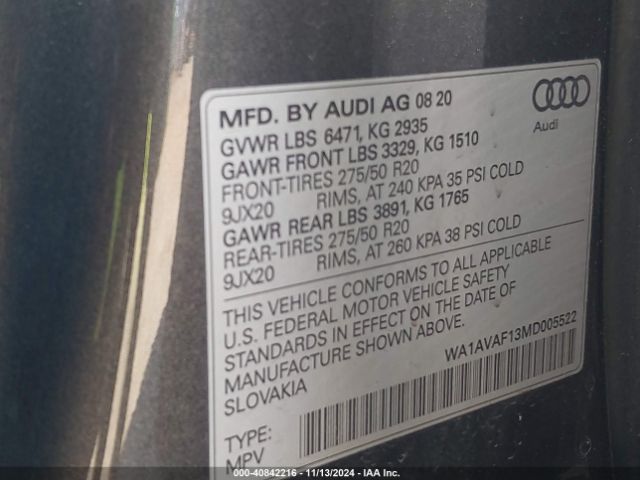 MFD. BY AUDI AG 08 20
GVWR LBS 6471, KG 2935
GAWR FRONT LBS 3329, KG 1510
FRONT-TIRES 275/50 R20
9JX20 RIMS, AT 240 KPA 35 PSI COLD
GAWR REAR LBS 3891, KG 1765
REAR-TIRES 275/50 R20
9JX20 RIMS, AT 260 KPA 38 PSI COLD
Audi
THIS VEHICLE CONFORMS TO ALL APPLICABLE
U.S. FEDERAL MOTOR VEHICLE SAFETY
STANDARDS IN EFFECT ON THE DATE OF
MANUFACTURE SHOWN ABOVE.
SLOVAKIA
WA1AVAF13MD005522
TYPE:
MPV
000-40842216 - 11/13/2024 - IAA Inc.